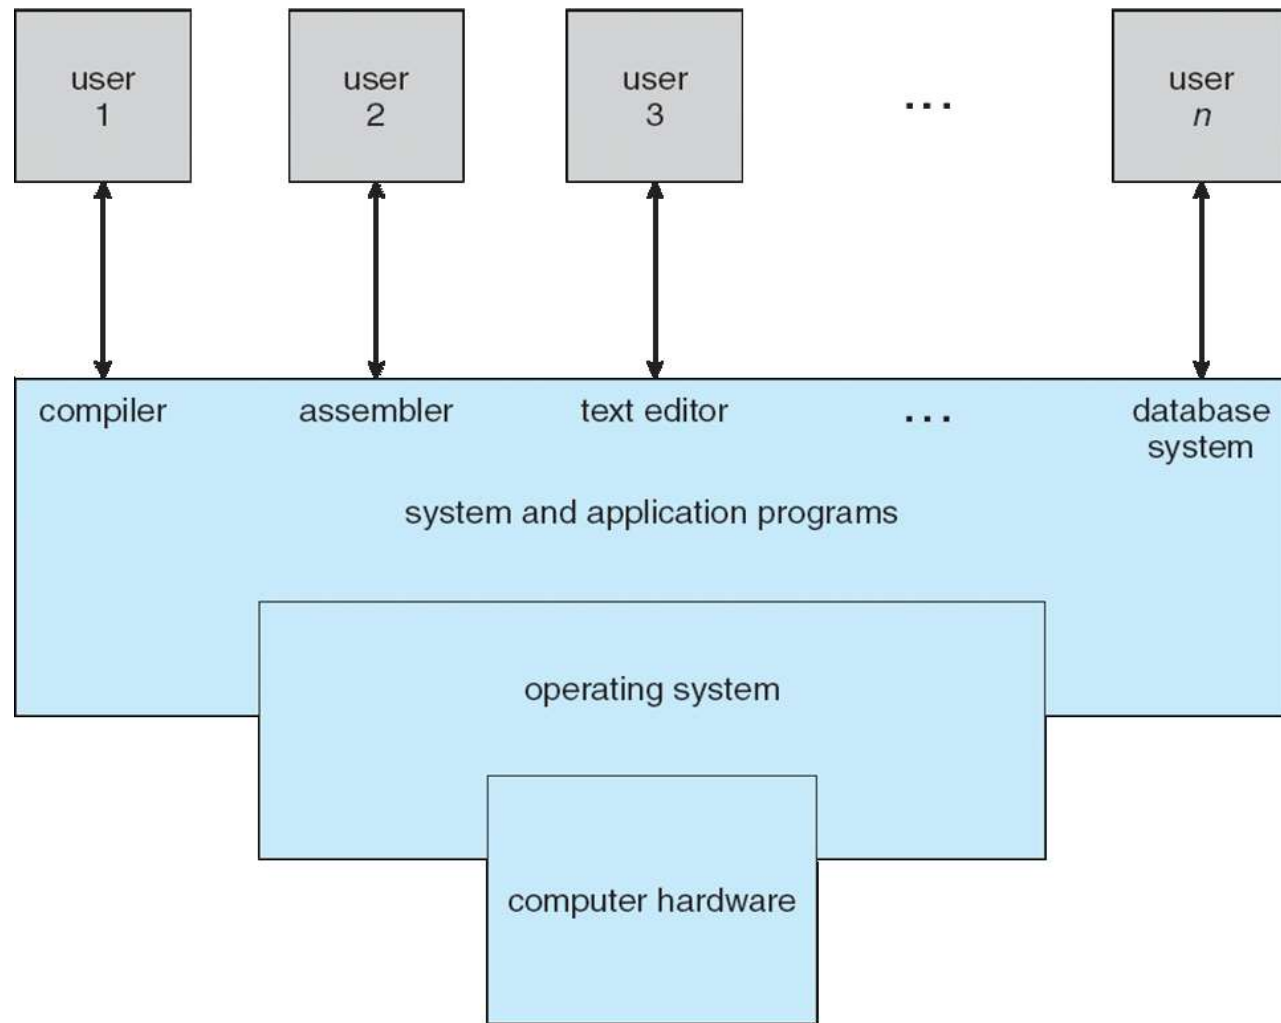 user
1
user
2
user
3
...
user
n
compiler
assembler
text editor
...
database
system
system and application programs
operating system
computer hardware